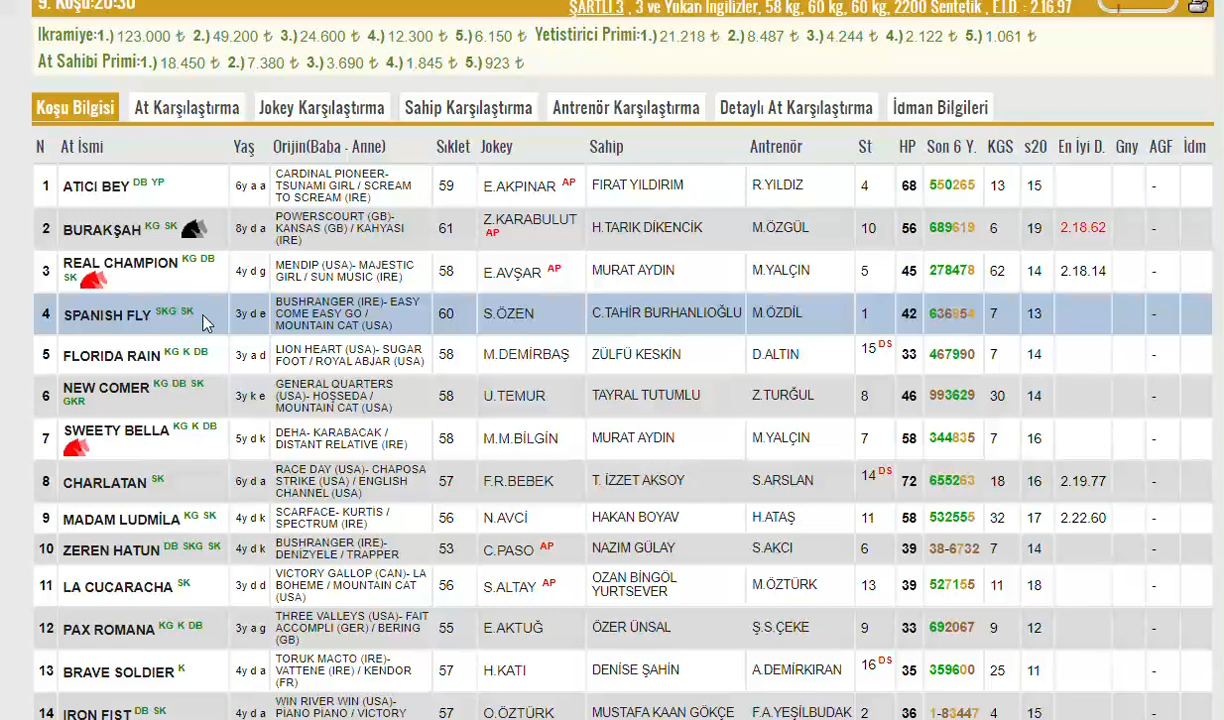 9. Koşu:20:30 ŞARTLI 3 , 3 ve Yukarı İngilizler, 58 kg, 60 kg, 60 kg, 2200 Sentetik , E.İ.D. : 2.16.97
Ikramiye:1.) 123.000 ₺ 2.) 49.200 ₺ 3.) 24.600 ₺ 4.) 12.300 ₺ 5.) 6.150 ₺ Yetistirici Primi:1.) 21.218 ₺ 2.) 8.487 ₺ 3.) 4.244 ₺ 4.) 2.122 ₺ 5.) 1.061 ₺
At Sahibi Primi:1.) 18.450 ₺ 2.) 7.380 ₺ 3.) 3.690 ₺ 4.) 1.845 ₺ 5.) 923 ₺
Koşu Bilgisi At Karşılaştırma Jokey Karşılaştırma Sahip Karşılaştırma Antrenör Karşılaştırma Detaylı At Karşılaştırma İdman Bilgileri
N At İsmi Yaş Orijin(Baba - Anne) Sıklet Jokey Sahip Antrenör St HP Son 6 Y. KGS s20 En İyi D. Gny AGF İdm
1 ATICI BEY DB YP 6y a a CARDINAL PIONEER- TSUNAMI GIRL / SCREAM TO SCREAM (IRE) 59 E.AKPINAR AP FIRAT YILDIRIM R.YILDIZ 4 68 550265 13 15 -
2 BURAKŞAH KG SK 8y d a POWERSCOURT (GB)- KANSAS (GB) / KAHYASI (IRE) 61 Z.KARABULUT AP H.TARIK DİKENCİK M.ÖZGÜL 10 56 689619 6 19 2.18.62 -
3 REAL CHAMPION KG DB SK 4y d g MENDIP (USA)- MAJESTIC GIRL / SUN MUSIC (IRE) 58 E.AVŞAR AP MURAT AYDIN M.YALÇIN 5 45 278478 62 14 2.18.14 -
4 SPANISH FLY SKG SK 3y d e BUSHRANGER (IRE)- EASY COME EASY GO / MOUNTAIN CAT (USA) 60 S.ÖZEN C.TAHİR BURHANLIOĞLU M.ÖZDİL 1 42 636954 7 13 -
5 FLORIDA RAIN KG K DB 3y a d LION HEART (USA)- SUGAR FOOT / ROYAL ABJAR (USA) 58 M.DEMİRBAŞ ZÜLFÜ KESKİN D.ALTIN 15 DS 33 467990 7 14 -
6 NEW COMER KG DB SK GKR 3y k e GENERAL QUARTERS (USA)- HOŞSEDA / MOUNTAIN CAT (USA) 58 U.TEMUR TAYRAL TUTUMLU Z.TURĞUL 8 46 993629 30 14 -
7 SWEETY BELLA KG K DB 5y d k DEHA- KARABACAK / DISTANT RELATIVE (IRE) 58 M.M.BİLGİN MURAT AYDIN M.YALÇIN 7 58 344835 7 16 -
8 CHARLATAN SK 6y d a RACE DAY (USA)- CHAPOSA STRIKE (USA) / ENGLISH CHANNEL (USA) 57 F.R.BEBEK T. İZZET AKSOY S.ARSLAN 14 DS 72 655263 18 16 2.19.77 -
9 MADAM LUDMİLA KG SK 4y d k SCARFACE- KURTIS / SPECTRUM (IRE) 56 N.AVCİ HAKAN BOYAV H.ATAŞ 11 58 532555 32 17 2.22.60 -
10 ZEREN HATUN DB SKG SK 4y d k BUSHRANGER (IRE)- DENİZYELE / TRAPPER 53 C.PASO AP NAZIM GÜLAY S.AKCI 6 39 38-6732 7 14 -
11 LA CUCARACHA SK 3y d d VICTORY GALLOP (CAN)- LA BOHEME / MOUNTAIN CAT (USA) 56 S.ALTAY AP OZAN BİNGÖL YURTSEVER M.ÖZTÜRK 13 39 527155 11 18 -
12 PAX ROMANA KG K DB 3y a g THREE VALLEYS (USA)- FAIT ACCOMPLI (GER) / BERING (GB) 55 E.AKTUĞ ÖZER ÜNSAL Ş.S.ÇEKE 9 33 692067 9 12 -
13 BRAVE SOLDIER K 4y d a TORUK MACTO (IRE)- VATTENE (IRE) / KENDOR (FR) 57 H.KATI DENİSE ŞAHİN A.DEMİRKIRAN 16 DS 35 359600 25 11 -
14 IRON FIST DB SK 4y d a WIN RIVER WIN (USA)- PIANO PIANO / VICTORY 57 O.ÖZTÜRK MUSTAFA KAAN GÖKÇE F.A.YEŞİLBUDAK 2 36 1-83447 4 15 -